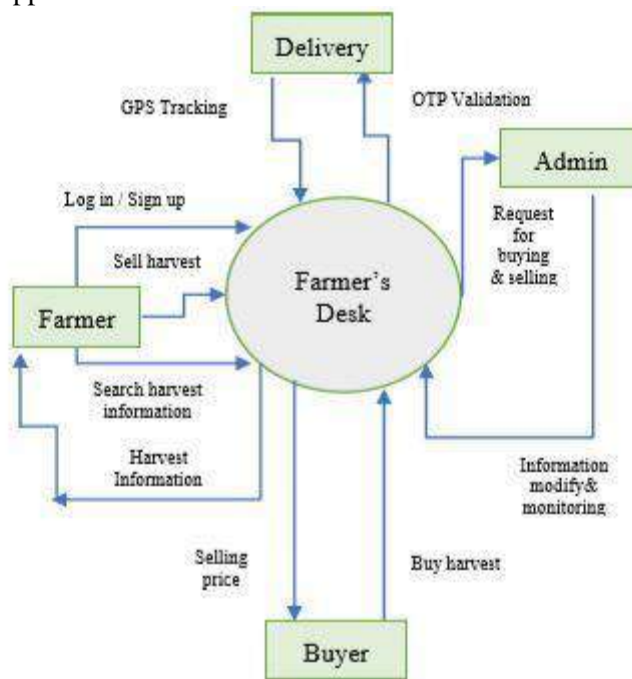 Delivery
GPS Tracking
OTP Validation
Admin
Log in / Sign up
Request
for
buying
& selling
Sell harvest
Farmer's
Desk
Farmer
Search harvest
information
Harvest
Information
Information
modify&
monitoring
Selling
price
Buy harvest
Buyer